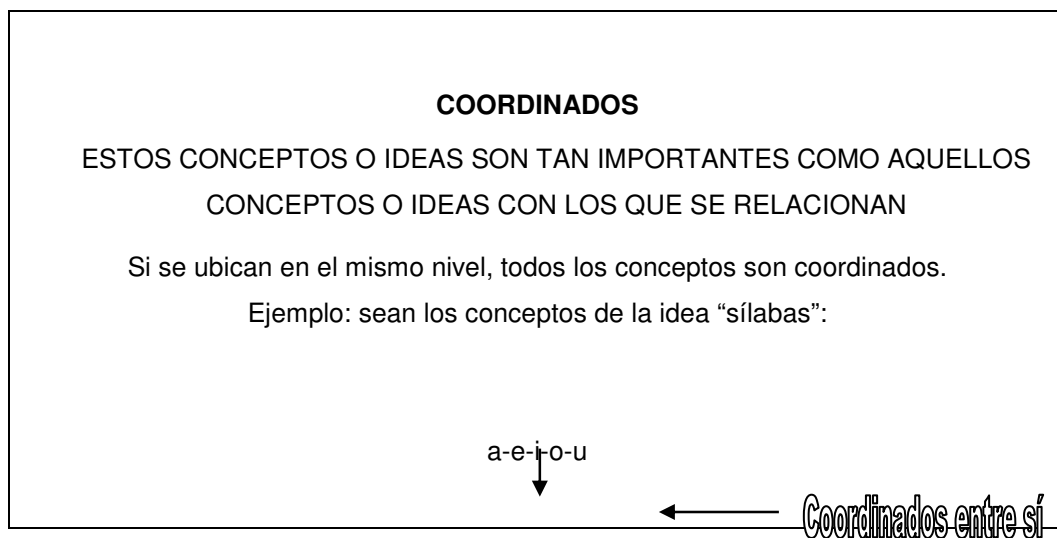 COORDINADOS
ESTOS CONCEPTOS O IDEAS SON TAN IMPORTANTES COMO AQUELLOS
CONCEPTOS O IDEAS CON LOS QUE SE RELACIONAN
Si se ubican en el mismo nivel, todos los conceptos son coordinados.
Ejemplo: sean los conceptos de la idea “sílabas”:
a-e-i-o-u
Coordinados entre sí